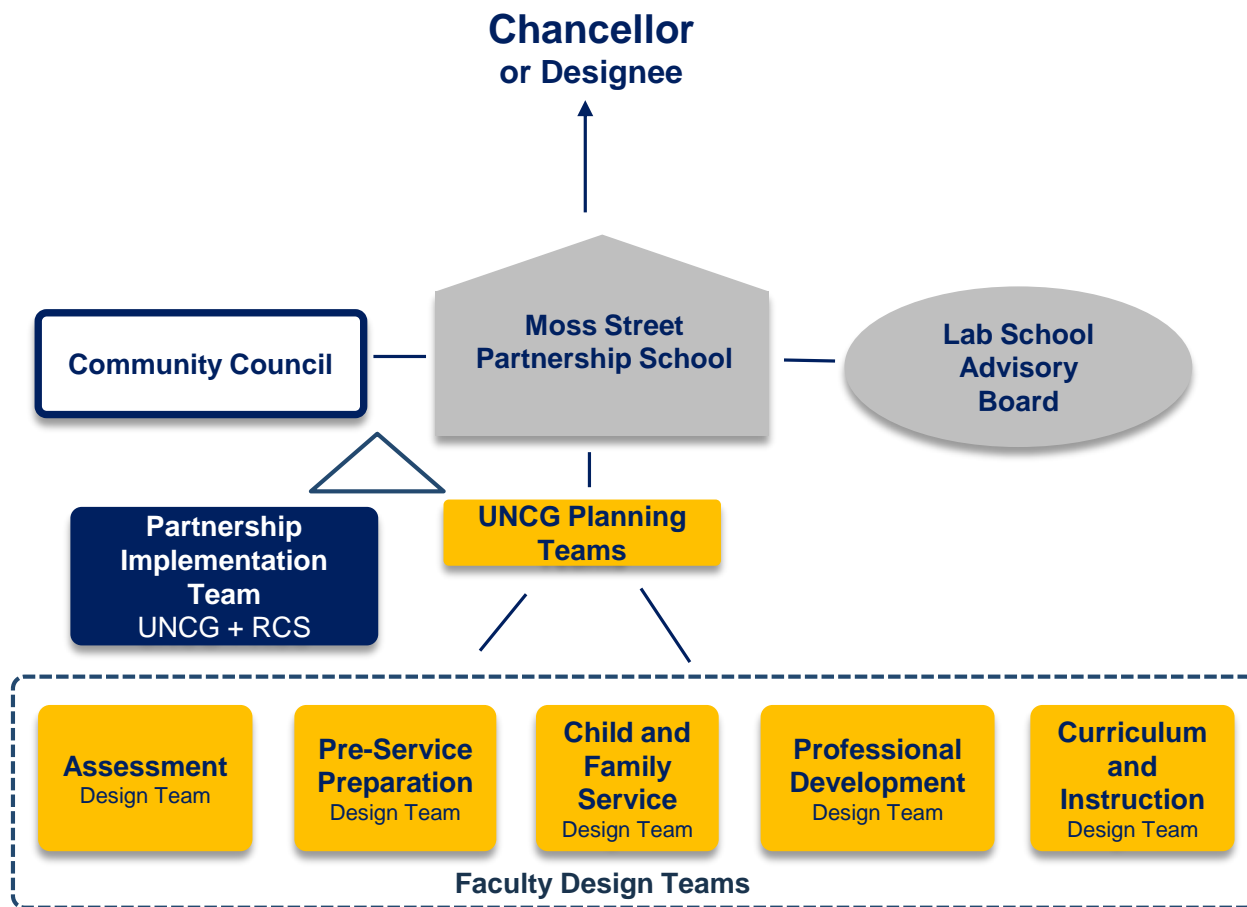 Chancellor
or Designee
Community Council
Moss Street
Partnership School
Lab School
Advisory
Board
Partnership
Implementation
Team
UNCG + RCS
UNCG Planning
Teams
Assessment
Design Team
Pre-Service
Preparation
Design Team
Child and
Family
Service
Design Team
Professional
Development
Design Team
Curriculum
and
Instruction
Design Team
Faculty Design Teams